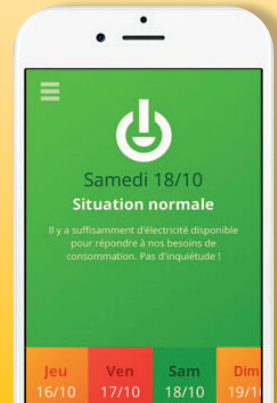 Samedi 18/10
Situation normale
Il y a suffisamment d'électricité disponible
pour répondre à nos besoins de
consommation. Pas d'inquiétude !
Jeu Ven Sam Dim
16/10 17/10 18/10 19/1